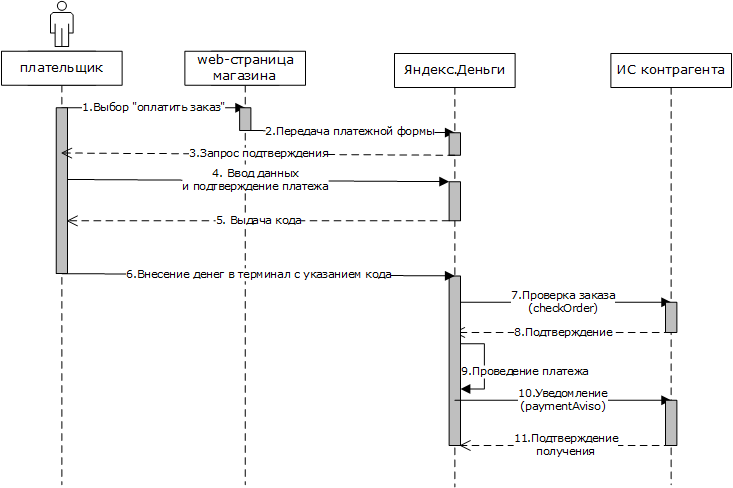 плательщик
web-страница
магазина
Яндекс.Деньги
ИС контрагента
1.Выбор "оплатить заказ"
2.Передача платежной формы
3.Запрос подтверждения
4. Ввод данных
и подтверждение платежа
5. Выдача кода
6.Внесение денег в терминал с указанием кода
7.Проверка заказа
(checkOrder)
8.Подтверждение
9.Проведение платежа
10.Уведомление
(paymentAviso)
11.Подтверждение
получения